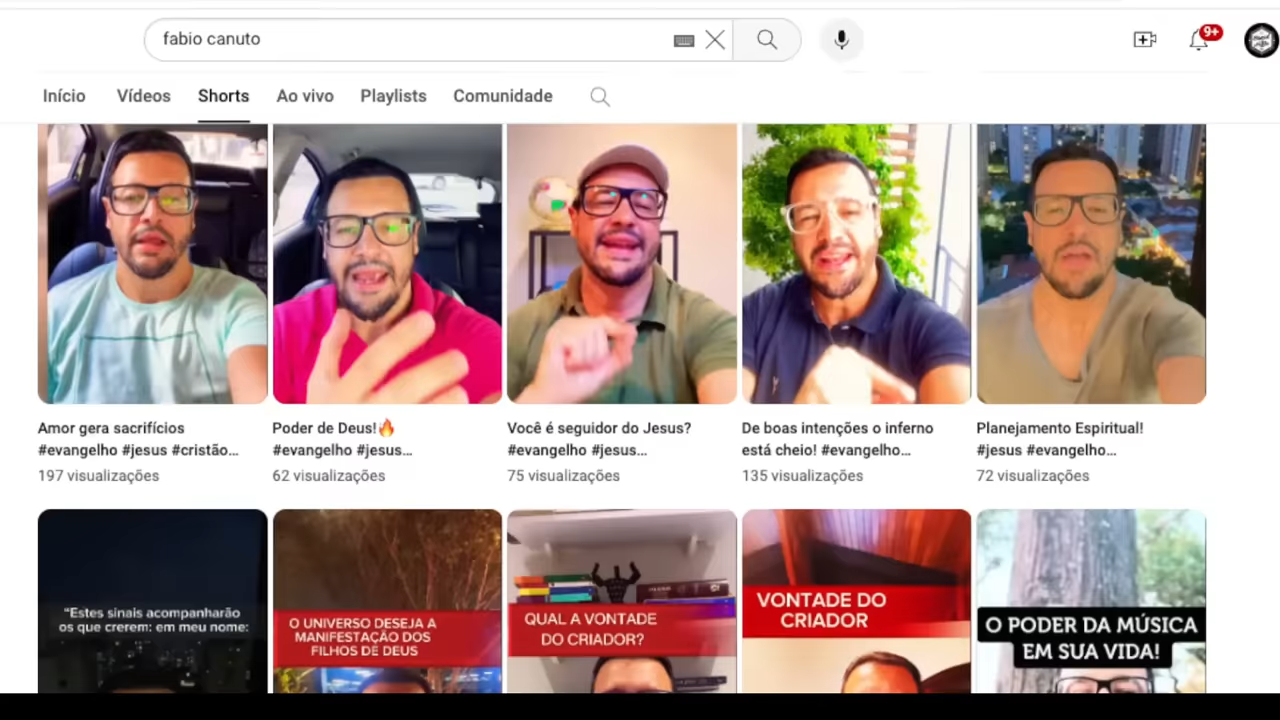 fabio canuto
9+
Início Vídeos Shorts Ao vivo Playlists Comunidade
Amor gera sacrifícios
#evangelho #jesus #cristão...
197 visualizações
Poder de Deus!🔥
#evangelho #jesus...
62 visualizações
Você é seguidor do Jesus?
#evangelho #jesus...
75 visualizações
De boas intenções o inferno
está cheio! #evangelho...
135 visualizações
Planejamento Espiritual!
#jesus #evangelho...
72 visualizações
“Estes sinais acompanharão
os que crerem: em meu nome:
O UNIVERSO DESEJA A
MANIFESTAÇÃO DOS
FILHOS DE DEUS
QUAL A VONTADE
DO CRIADOR?
VONTADE DO
CRIADOR
O PODER DA MÚSICA
EM SUA VIDA!